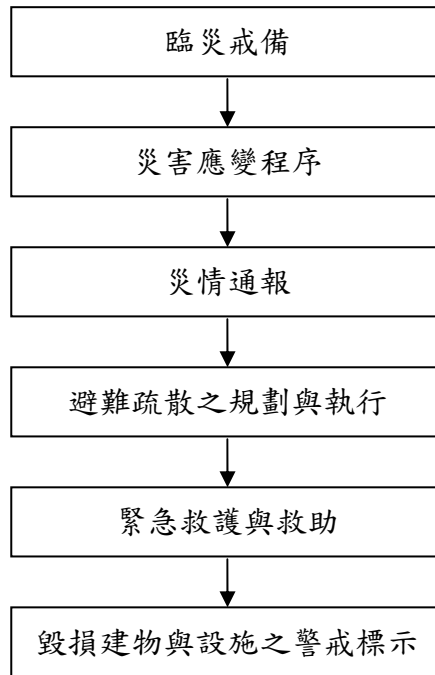 臨災戒備
災害應變程序
災情通報
避難疏散之規劃與執行
緊急救護與救助
毀損建物與設施之警戒標示